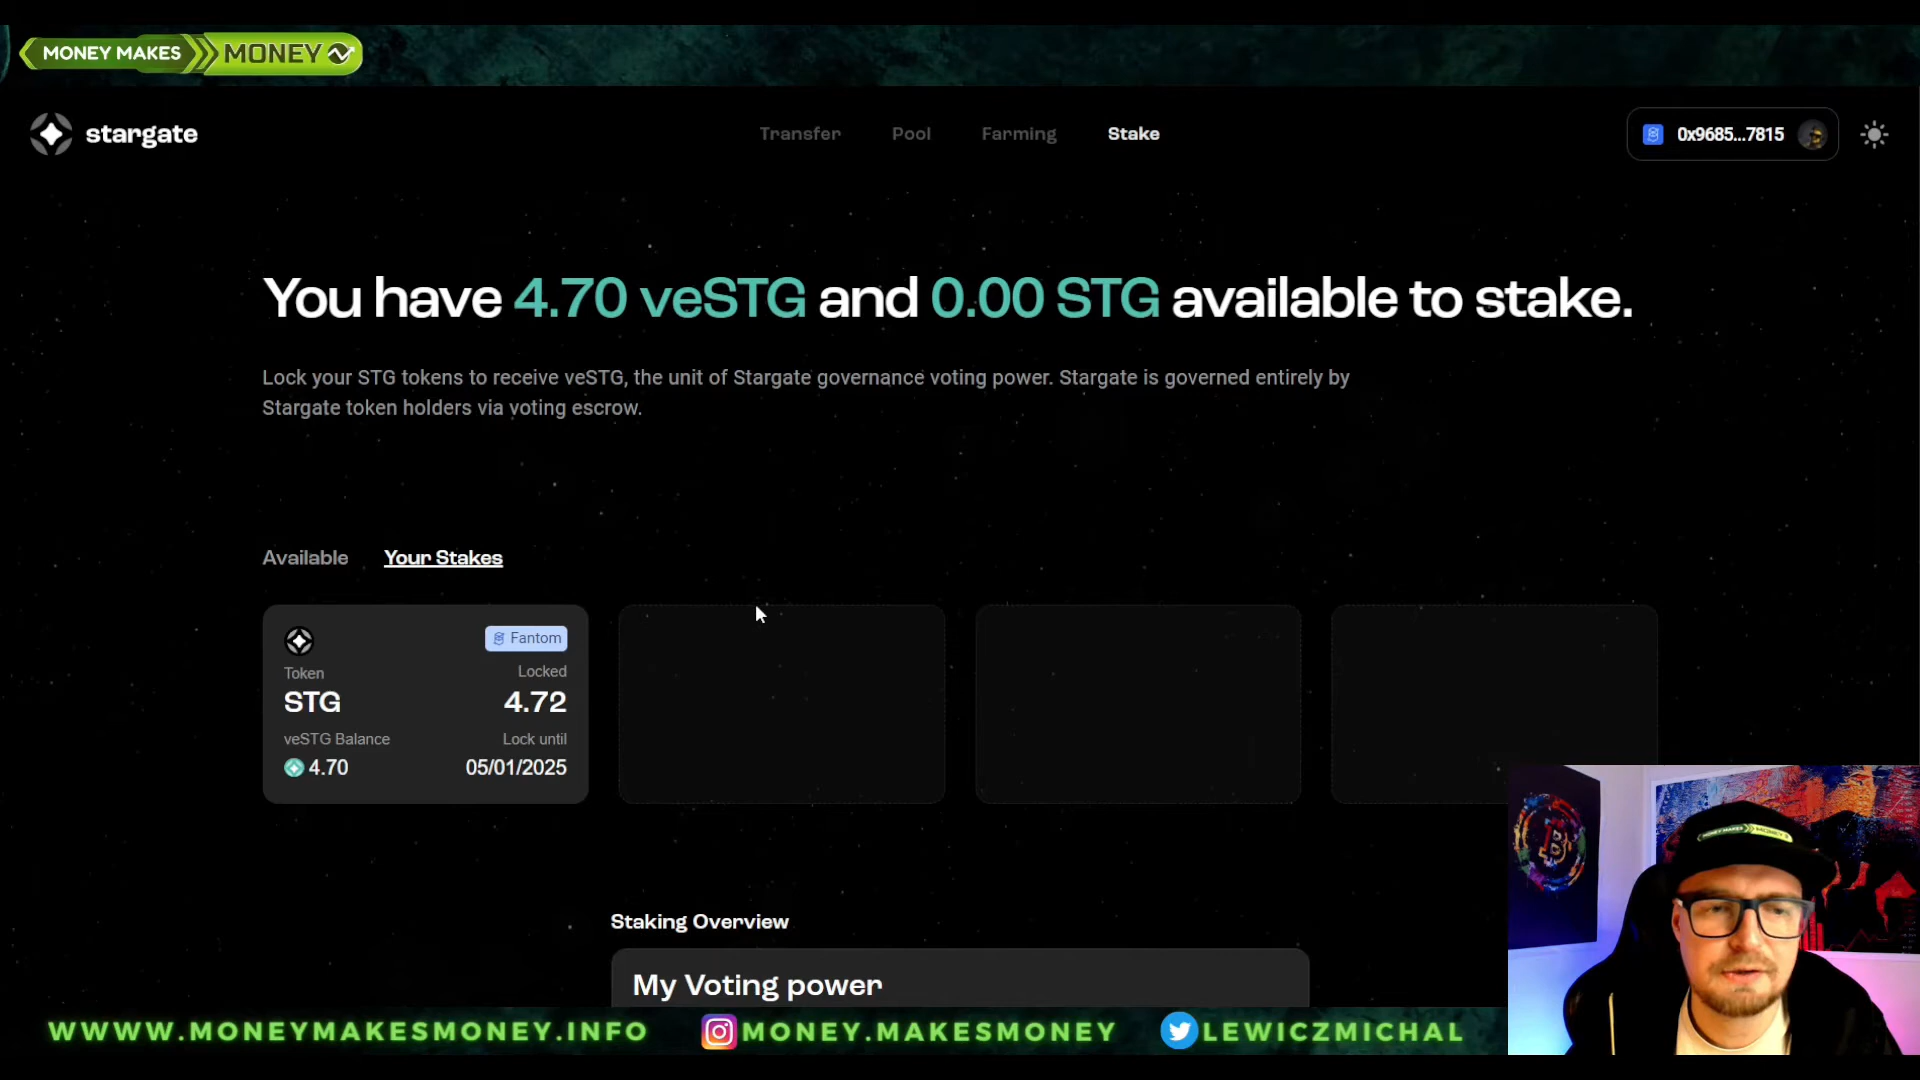 MONEY MAKES MONEY
stargate
Transfer Pool Farming Stake
0x9685...7815
You have 4.70 veSTG and 0.00 STG available to stake.
Lock your STG tokens to receive veSTG, the unit of Stargate governance voting power. Stargate is governed entirely by
Stargate token holders via voting escrow.
Available Your Stakes
Fantom
Token Locked
STG 4.72
veSTG Balance Lock until
4.70 05/01/2025
Staking Overview
My Voting power
WWWW.MONEYMAKESMONEY.INFO MONEY.MAKESMONEY LEWICZMICHAL
MONEY MAKES MONEY